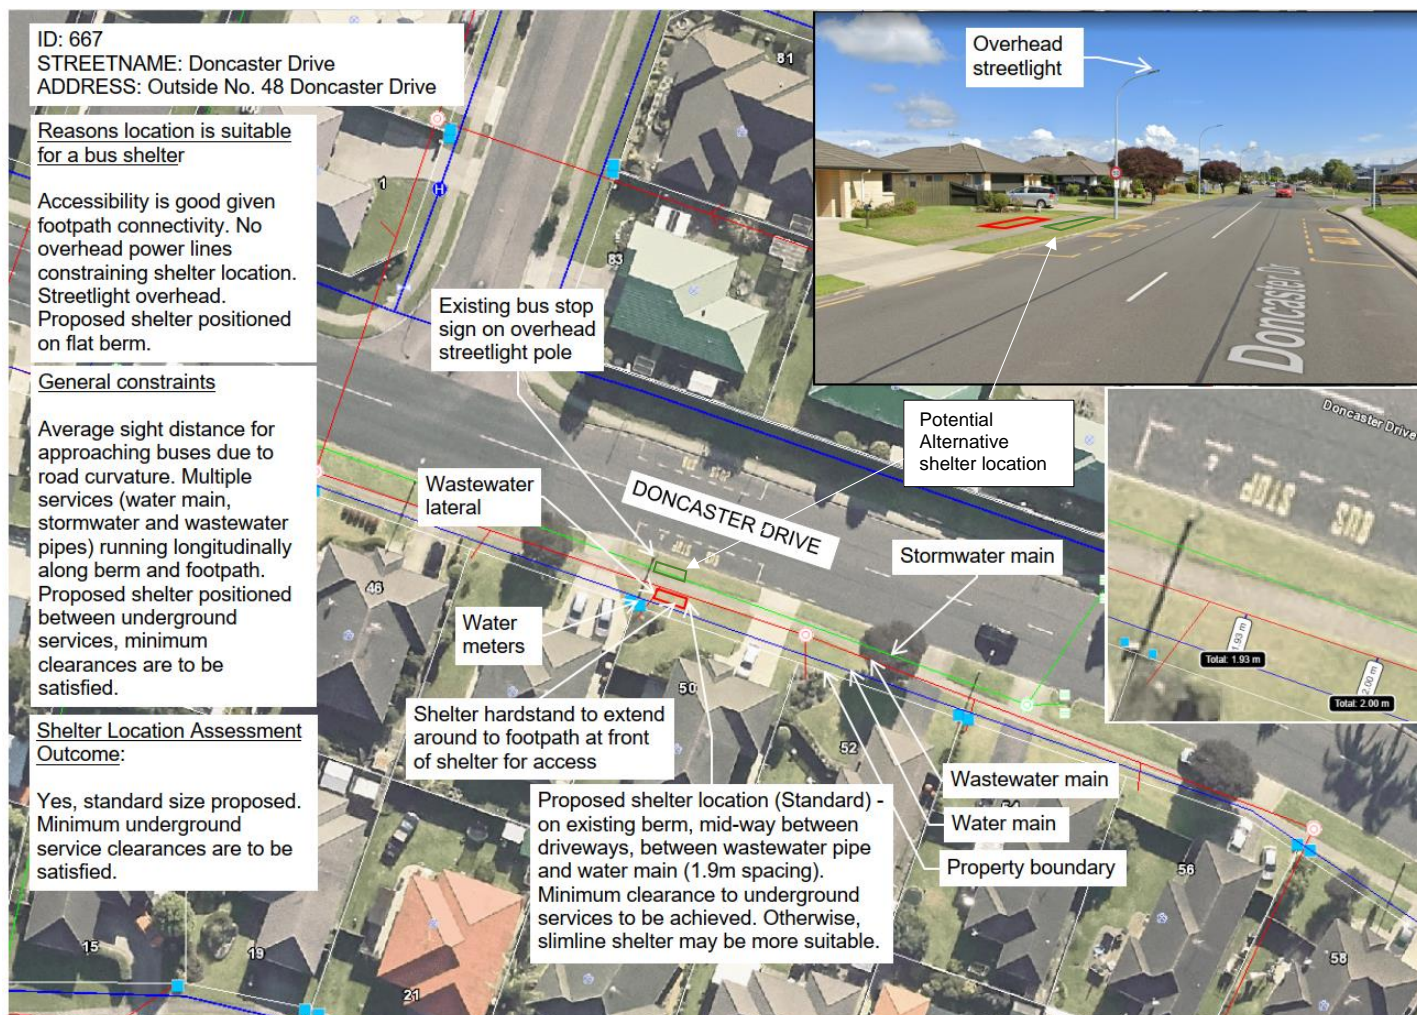 ID: 667
STREETNAME: Doncaster Drive
ADDRESS: Outside No. 48 Doncaster Drive
Reasons location is suitable
for a bus shelter
Accessibility is good given
footpath connectivity. No
overhead power lines
constraining shelter location.
Streetlight overhead.
Proposed shelter positioned
on flat berm.
General constraints
Average sight distance for
approaching buses due to
road curvature. Multiple
services (water main,
stormwater and wastewater
pipes) running longitudinally
along berm and footpath.
Proposed shelter positioned
between underground
services, minimum
clearances are to be
satisfied.
Shelter Location Assessment
Outcome:
Yes, standard size proposed.
Minimum underground
service clearances are to be
satisfied.
Overhead
streetlight
Doncaster Dr
81
1
H
83
Existing bus stop
sign on overhead
streetlight pole
Potential
Alternative
shelter location
Doncaster Drive
STOP
BUS
1.93 m
Total: 1.93 m
2.00 m
Total: 2.00 m
Wastewater
lateral
DONCASTER DRIVE
Stormwater main
46
Water
meters
50
52
54
Shelter hardstand to extend
around to footpath at front
of shelter for access
Wastewater main
Water main
Property boundary
Proposed shelter location (Standard) -
on existing berm, mid-way between
driveways, between wastewater pipe
and water main (1.9m spacing).
Minimum clearance to underground
services to be achieved. Otherwise,
slimline shelter may be more suitable.
56
58
15
19
21